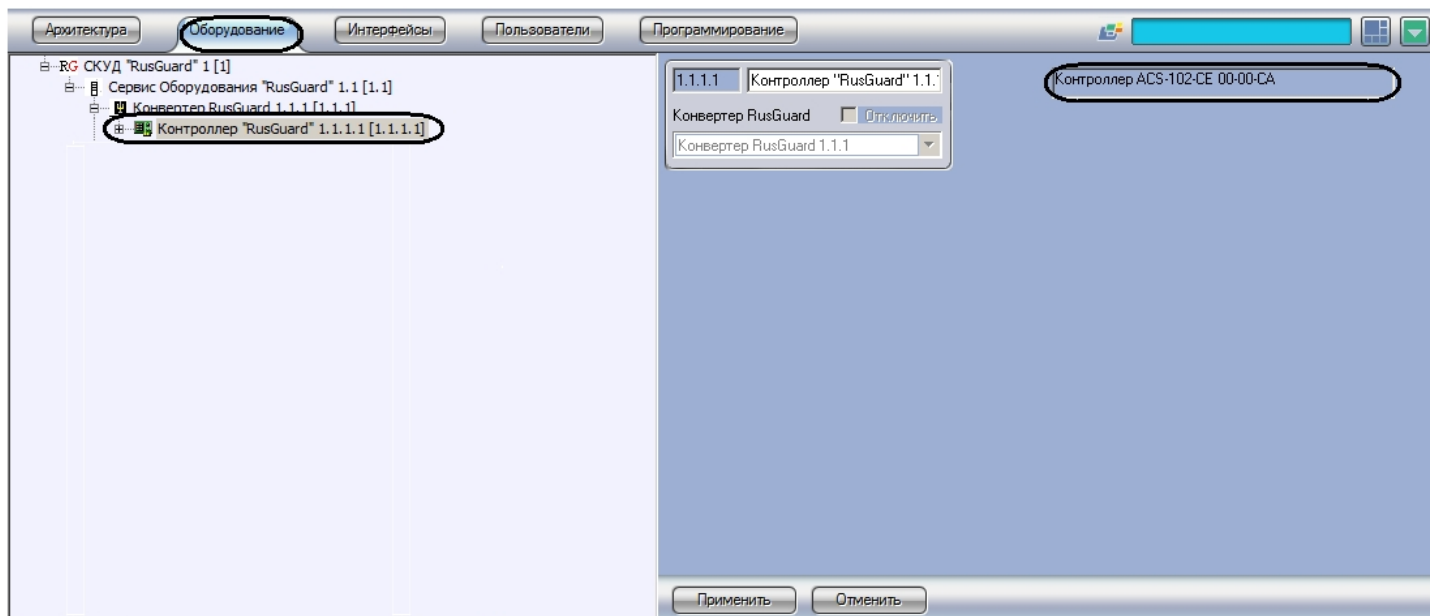 Архитектура Оборудование Интерфейсы Пользователи Программирование
RG СКУД "RusGuard" 1 [1]
Сервис Оборудования "RusGuard" 1.1 [1.1]
Конвертер RusGuard 1.1.1 [1.1.1]
Контроллер "RusGuard" 1.1.1.1 [1.1.1.1]
1.1.1.1 Контроллер "RusGuard" 1.1.
Конвертер RusGuard Отключить
Конвертер RusGuard 1.1.1
Контроллер ACS-102-CE 00-00-CA
Применить Отменить